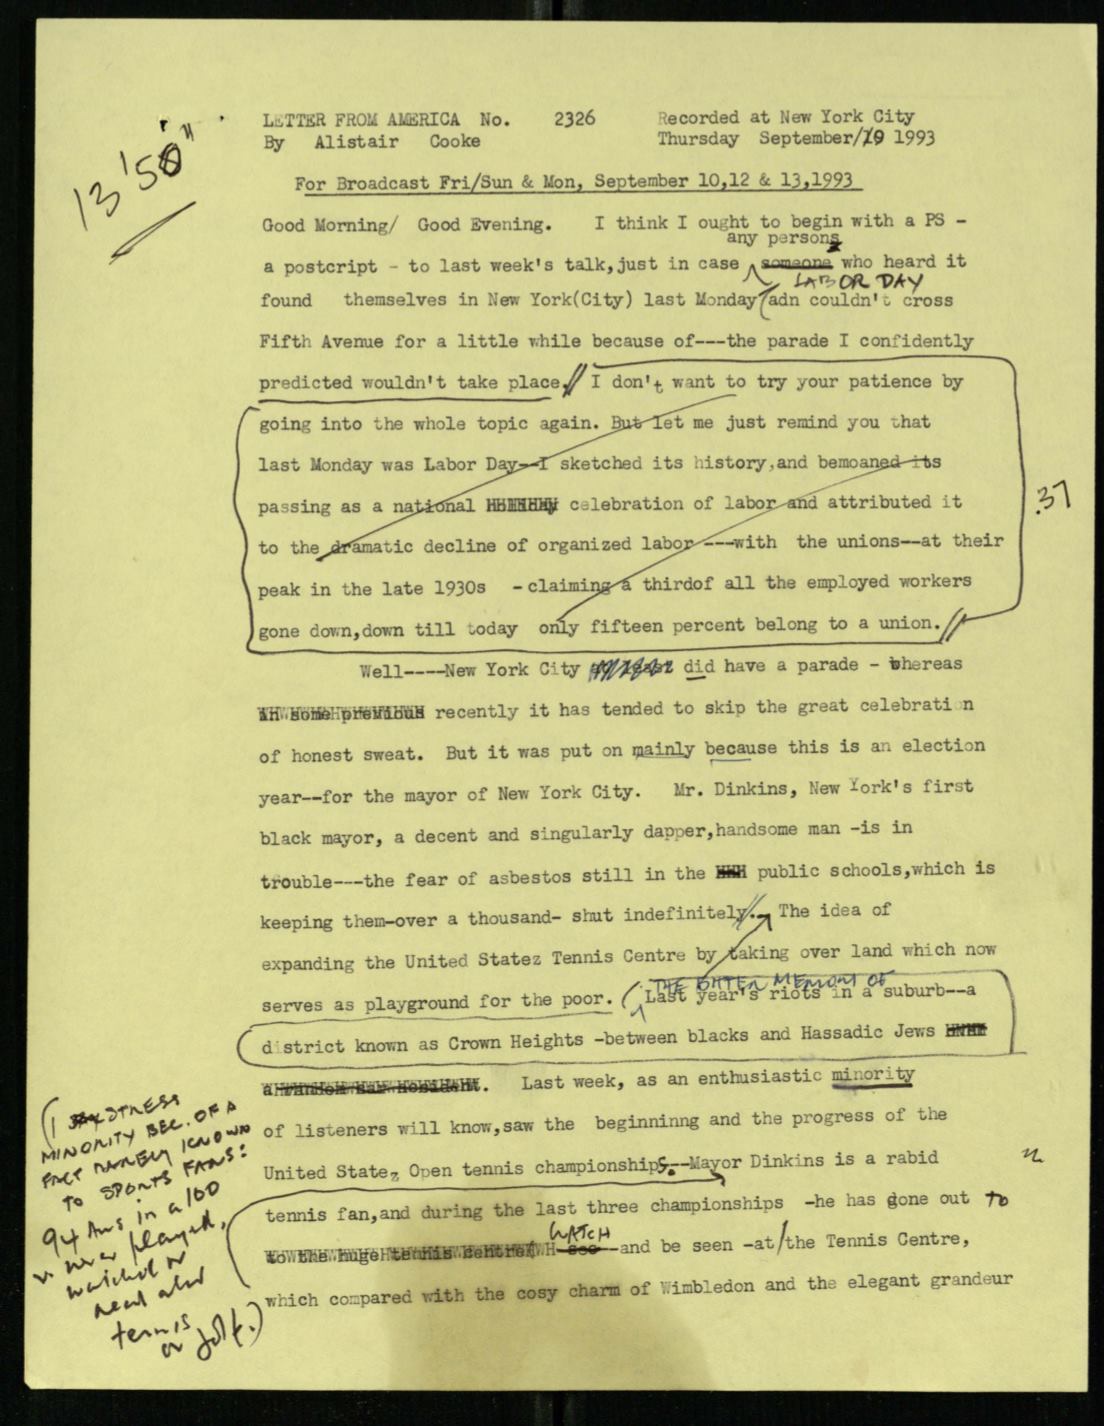 LETTER FROM AMERICA No. 2326 Recorded at New York City
By Alistair Cooke Thursday September/19 1993
13'50"
For Broadcast Fri/Sun & Mon, September 10,12 & 13,1993
Good Morning/ Good Evening. I think I ought to begin with a PS -
any persons
a postcript - to last week's talk,just in case someone who heard it
LABOR DAY
found themselves in New York(City) last Monday(adn couldn't cross
Fifth Avenue for a little while because of---the parade I confidently
predicted wouldn't take place.// I don't want to try your patience by
going into the whole topic again. But let me just remind you that
last Monday was Labor Day--I sketched its history,and bemoaned its
passing as a national celebration of labor and attributed it
.37
to the dramatic decline of organized labor ---with the unions--at their
peak in the late 1930s -claiming a thirdof all the employed workers
gone down,down till today only fifteen percent belong to a union.//
Well----New York City did have a parade - whereas
in some previous recently it has tended to skip the great celebration
of honest sweat. But it was put on mainly because this is an election
year--for the mayor of New York City. Mr. Dinkins, New York's first
black mayor, a decent and singularly dapper,handsome man -is in
trouble---the fear of asbestos still in the public schools,which is
keeping them-over a thousand- shut indefinitely//. The idea of
expanding the United Statez Tennis Centre by taking over land which now
THE BITTER MEMORY OF
serves as playground for the poor. (Last year's riots in a suburb--a
district known as Crown Heights -between blacks and Hassadic Jews
. Last week, as an enthusiastic minority
of listeners will know,saw the beginninng and the progress of the
United Statez Open tennis championships.--Mayor Dinkins is a rabid
tennis fan,and during the last three championships -he has gone out to
WATCH
to the huge tennis centre see--and be seen -at/the Tennis Centre,
which compared with the cosy charm of Wimbledon and the elegant grandeur
(I STRESS
MINORITY BEC. OF A
FACT RARELY KNOWN
TO SPORTS FANS:
94 Ams in a 100
never played,
watched or
read abt
tennis
or golf.)